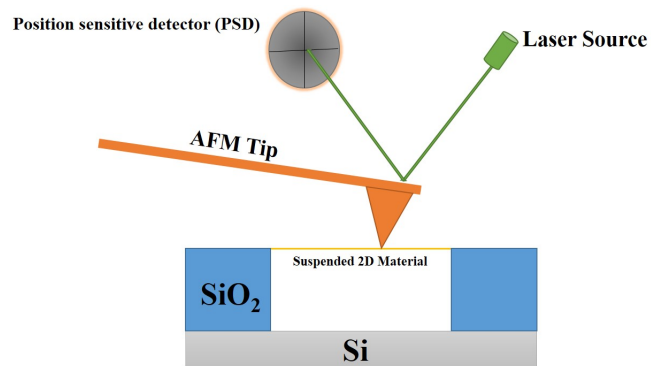 Position sensitive detector (PSD)
Laser Source
AFM Tip
Suspended 2D Material
SiO₂
Si